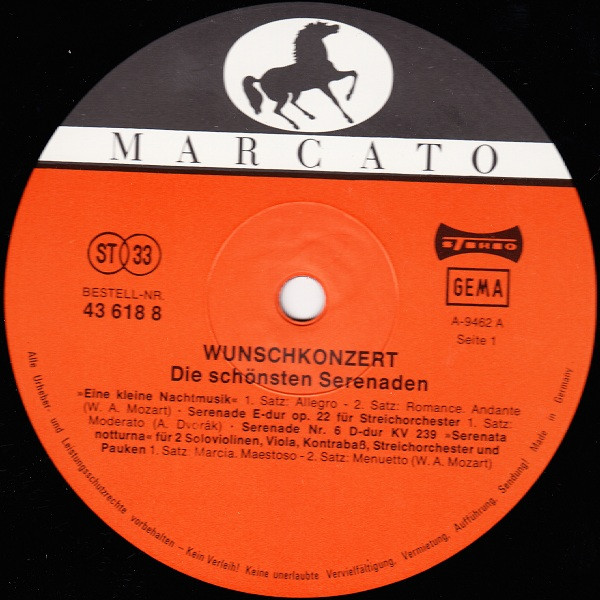 MARCATO
ST 33
STEREO
BESTELL-NR.
43 618 8
GEMA
A-9462 A
Seite 1
WUNSCHKONZERT
Die schönsten Serenaden
»Eine kleine Nachtmusik« 1. Satz: Allegro - 2. Satz: Romance. Andante
(W. A. Mozart) · Serenade E-dur op. 22 für Streichorchester 1. Satz:
Moderato (A. Dvorák) · Serenade Nr. 6 D-dur KV 239 »Serenata
notturna« für 2 Soloviolinen, Viola, Kontrabaß, Streichorchester und
Pauken 1. Satz: Marcia. Maestoso - 2. Satz: Menuetto (W. A. Mozart)
Alle Urheber- und Leistungsschutzrechte vorbehalten – Kein Verleih! Keine unerlaubte Vervielfältigung, Vermietung, Aufführung, Sendung! Made in Germany